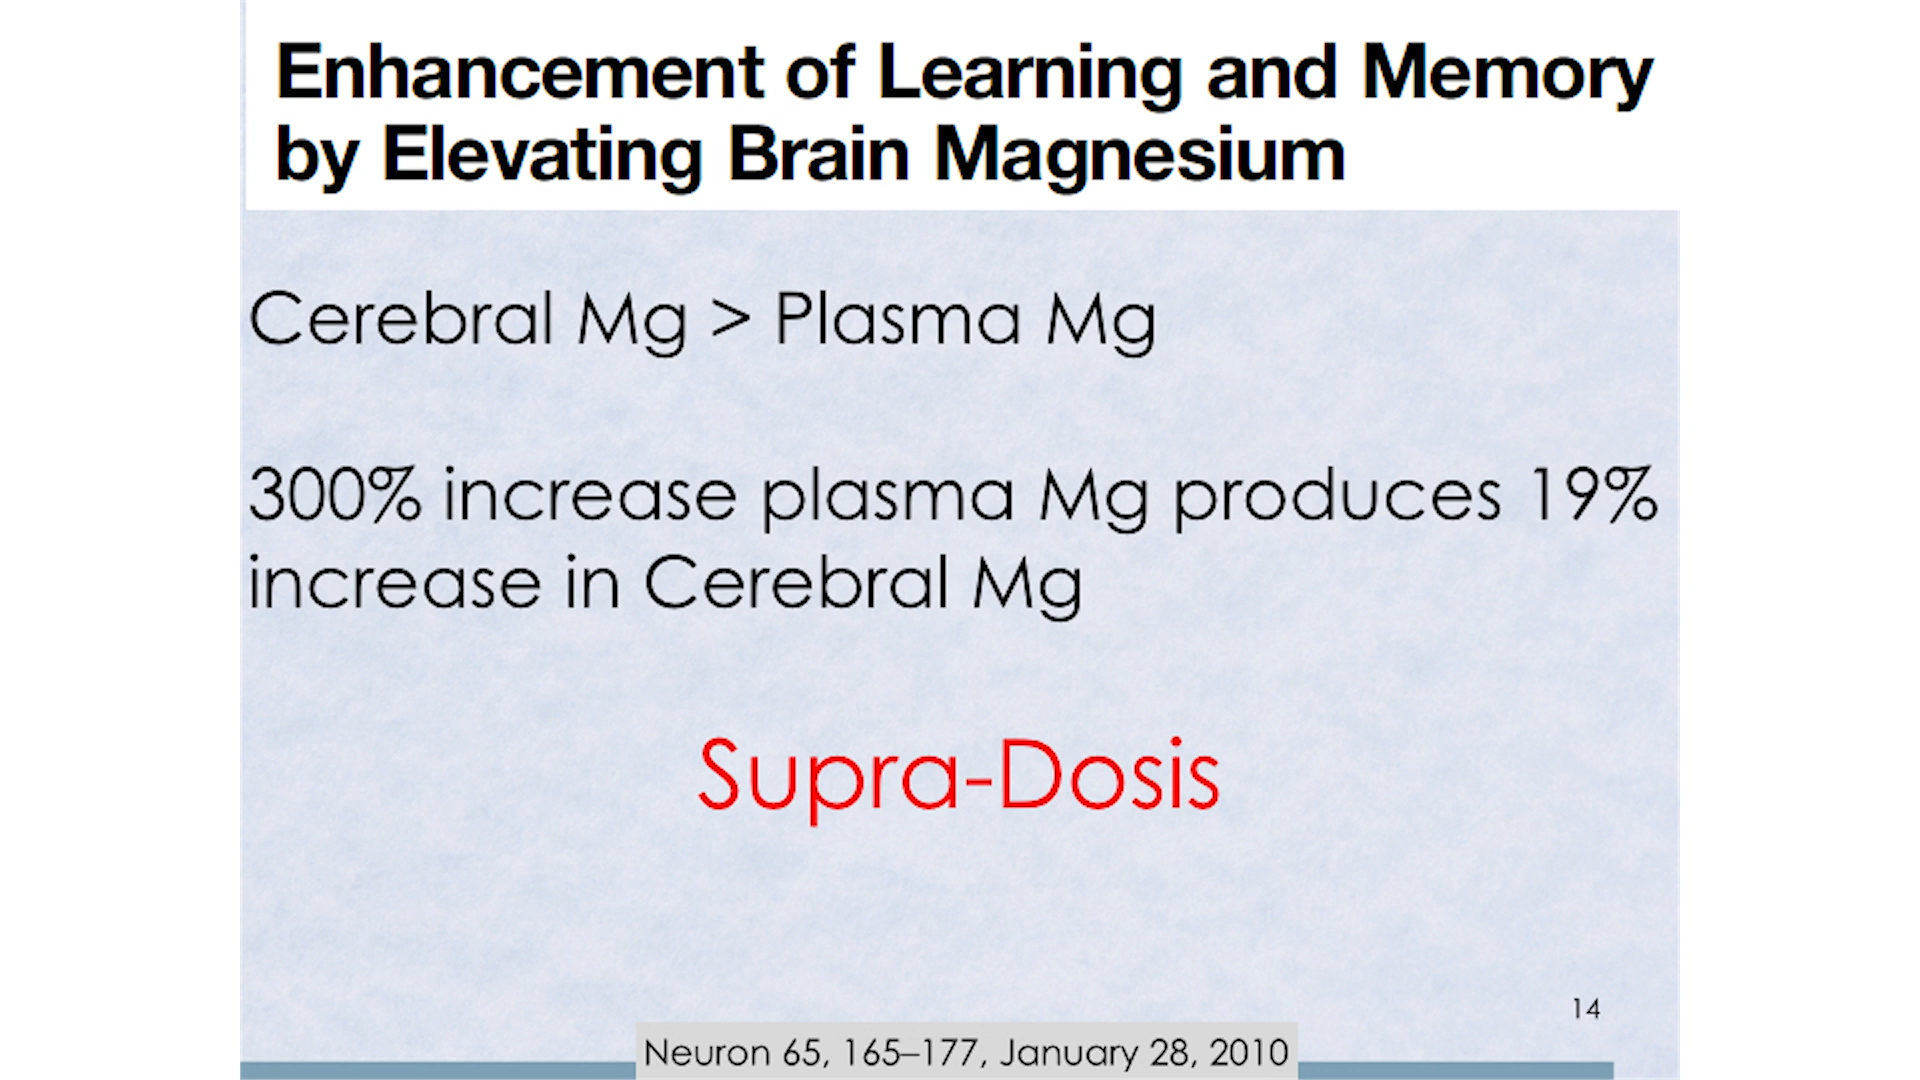 Enhancement of Learning and Memory
by Elevating Brain Magnesium
Cerebral Mg > Plasma Mg
300% increase plasma Mg produces 19%
increase in Cerebral Mg
Supra-Dosis
14
Neuron 65, 165–177, January 28, 2010